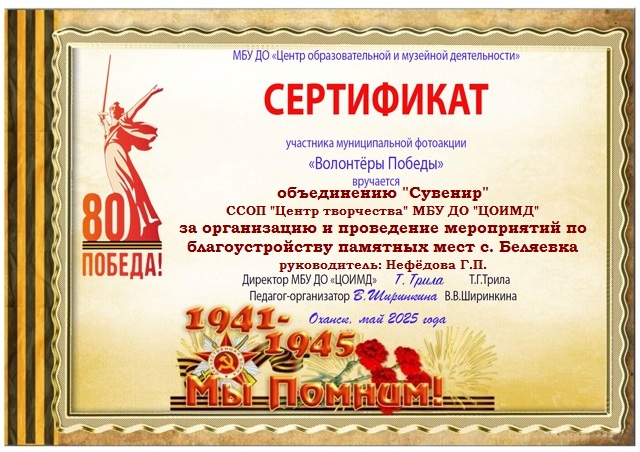 МБУ ДО «Центр образовательной и музейной деятельности»
СЕРТИФИКАТ
участника муниципальной фотоакции
«Волонтёры Победы»
вручается
объединению "Сувенир"
ССОП "Центр творчества" МБУ ДО "ЦОИМД"
за организацию и проведение мероприятий по
благоустройству памятных мест с. Беляевка
руководитель: Нефёдова Г.П.
Директор МБУ ДО «ЦОИМД» Т. Трила Т.Г.Трила
Педагог-организатор В.Ширинкина В.В.Ширинкина
Оханск, май 2025 года
80
ПОБЕДА!
1941-
1945
Мы Помним!